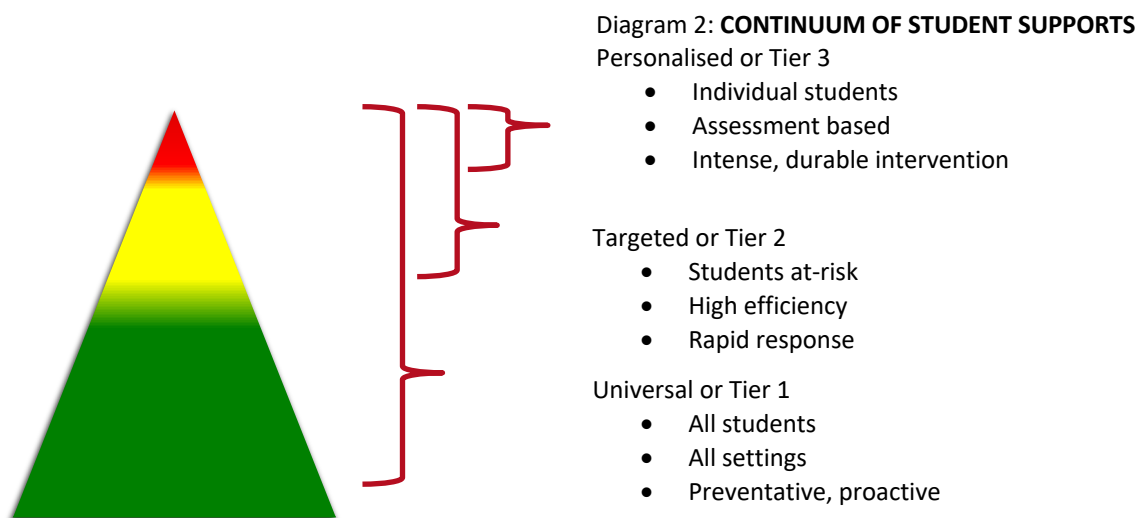 Diagram 2: CONTINUUM OF STUDENT SUPPORTS
Personalised or Tier 3
• Individual students
• Assessment based
• Intense, durable intervention
Targeted or Tier 2
• Students at-risk
• High efficiency
• Rapid response
Universal or Tier 1
• All students
• All settings
• Preventative, proactive